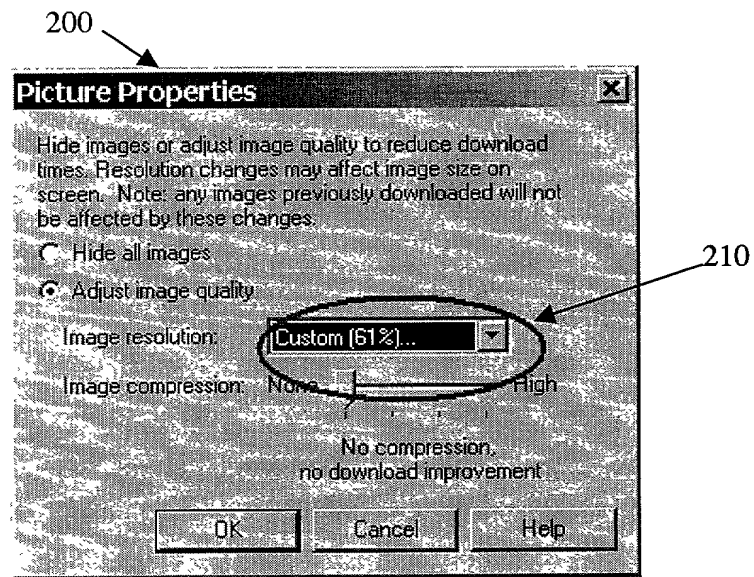 200
Picture Properties
Hide images or adjust image quality to reduce download
times. Resolution changes may affect image size on
screen. Note: any images previously downloaded will not
be affected by these changes.
Hide all images
Adjust image quality
210
Image resolution: Custom (61%)...
Image compression: None High
No compression,
no download improvement
OK Cancel Help